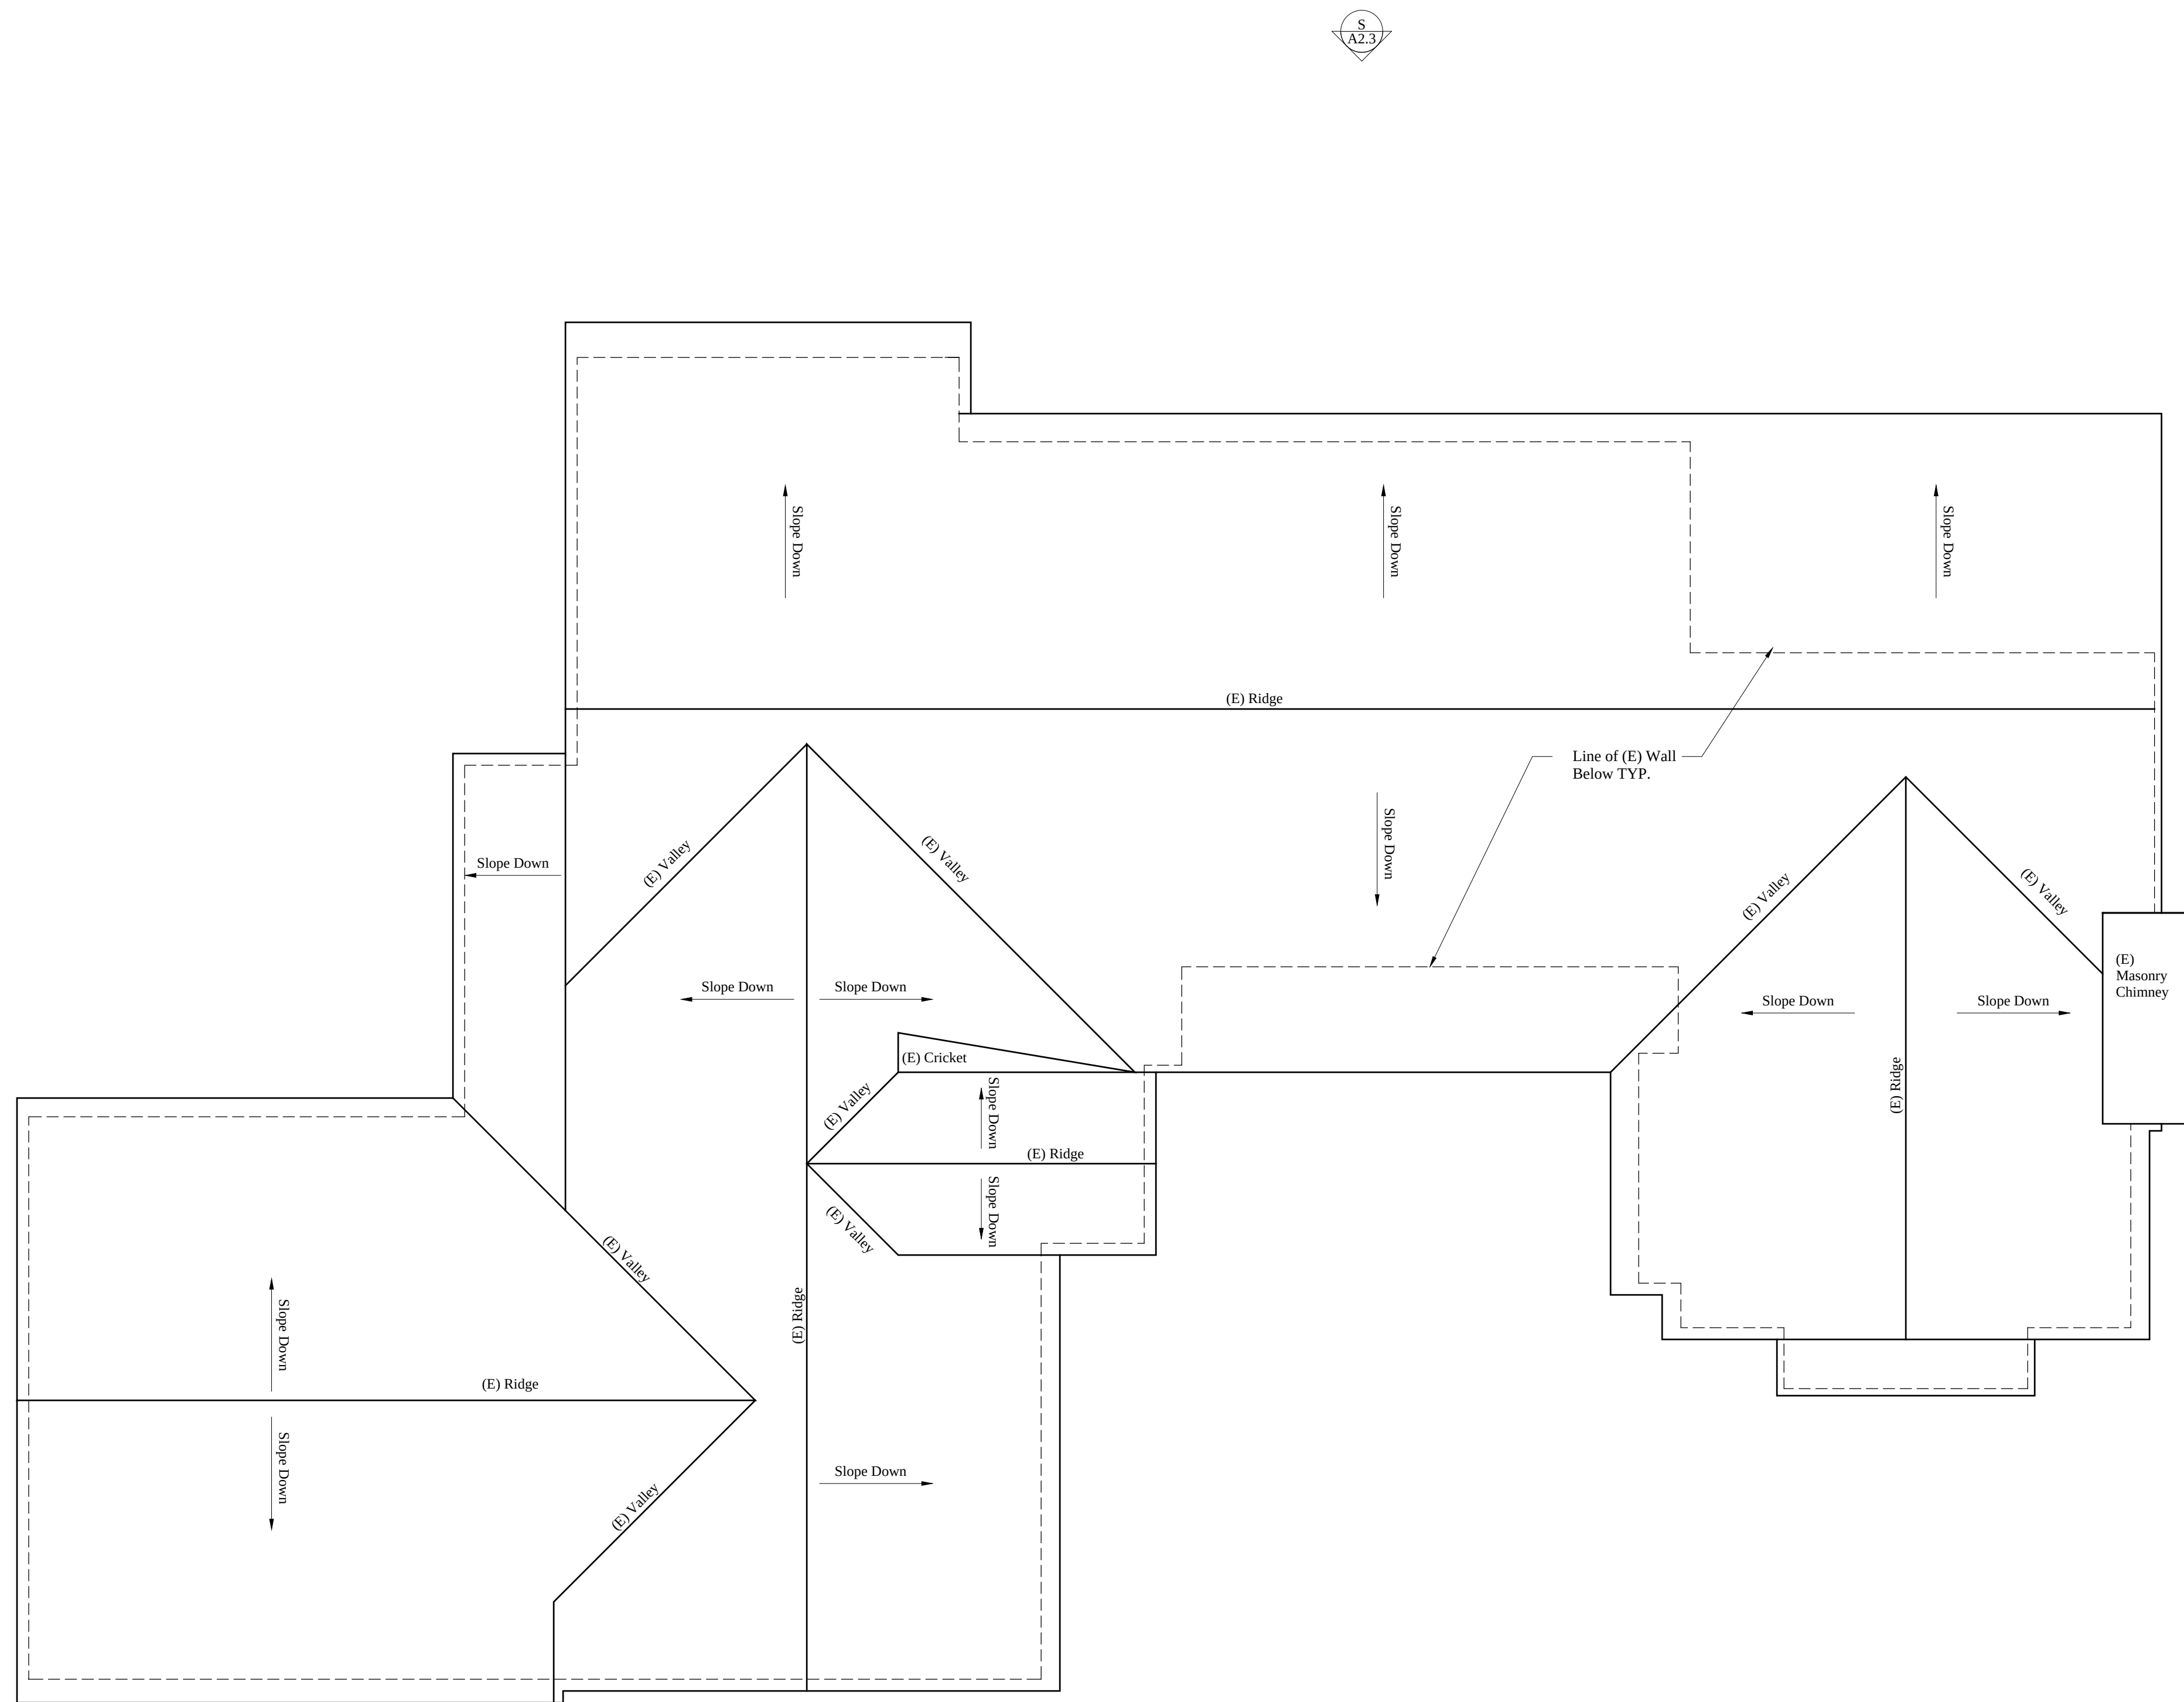 S
A2.3
Slope Down
Slope Down
Slope Down
(E) Ridge
Line of (E) Wall
Below TYP.
Slope Down
(E) Valley
(E) Valley
Slope Down
(E) Valley
(E) Valley
Slope Down
Slope Down
Slope Down
Slope Down
(E)
Masonry
Chimney
(E) Cricket
(E) Valley
Slope Down
(E) Ridge
(E) Ridge
Slope Down
(E) Valley
(E) Valley
(E) Ridge
Slope Down
(E) Ridge
Slope Down
Slope Down
(E) Valley